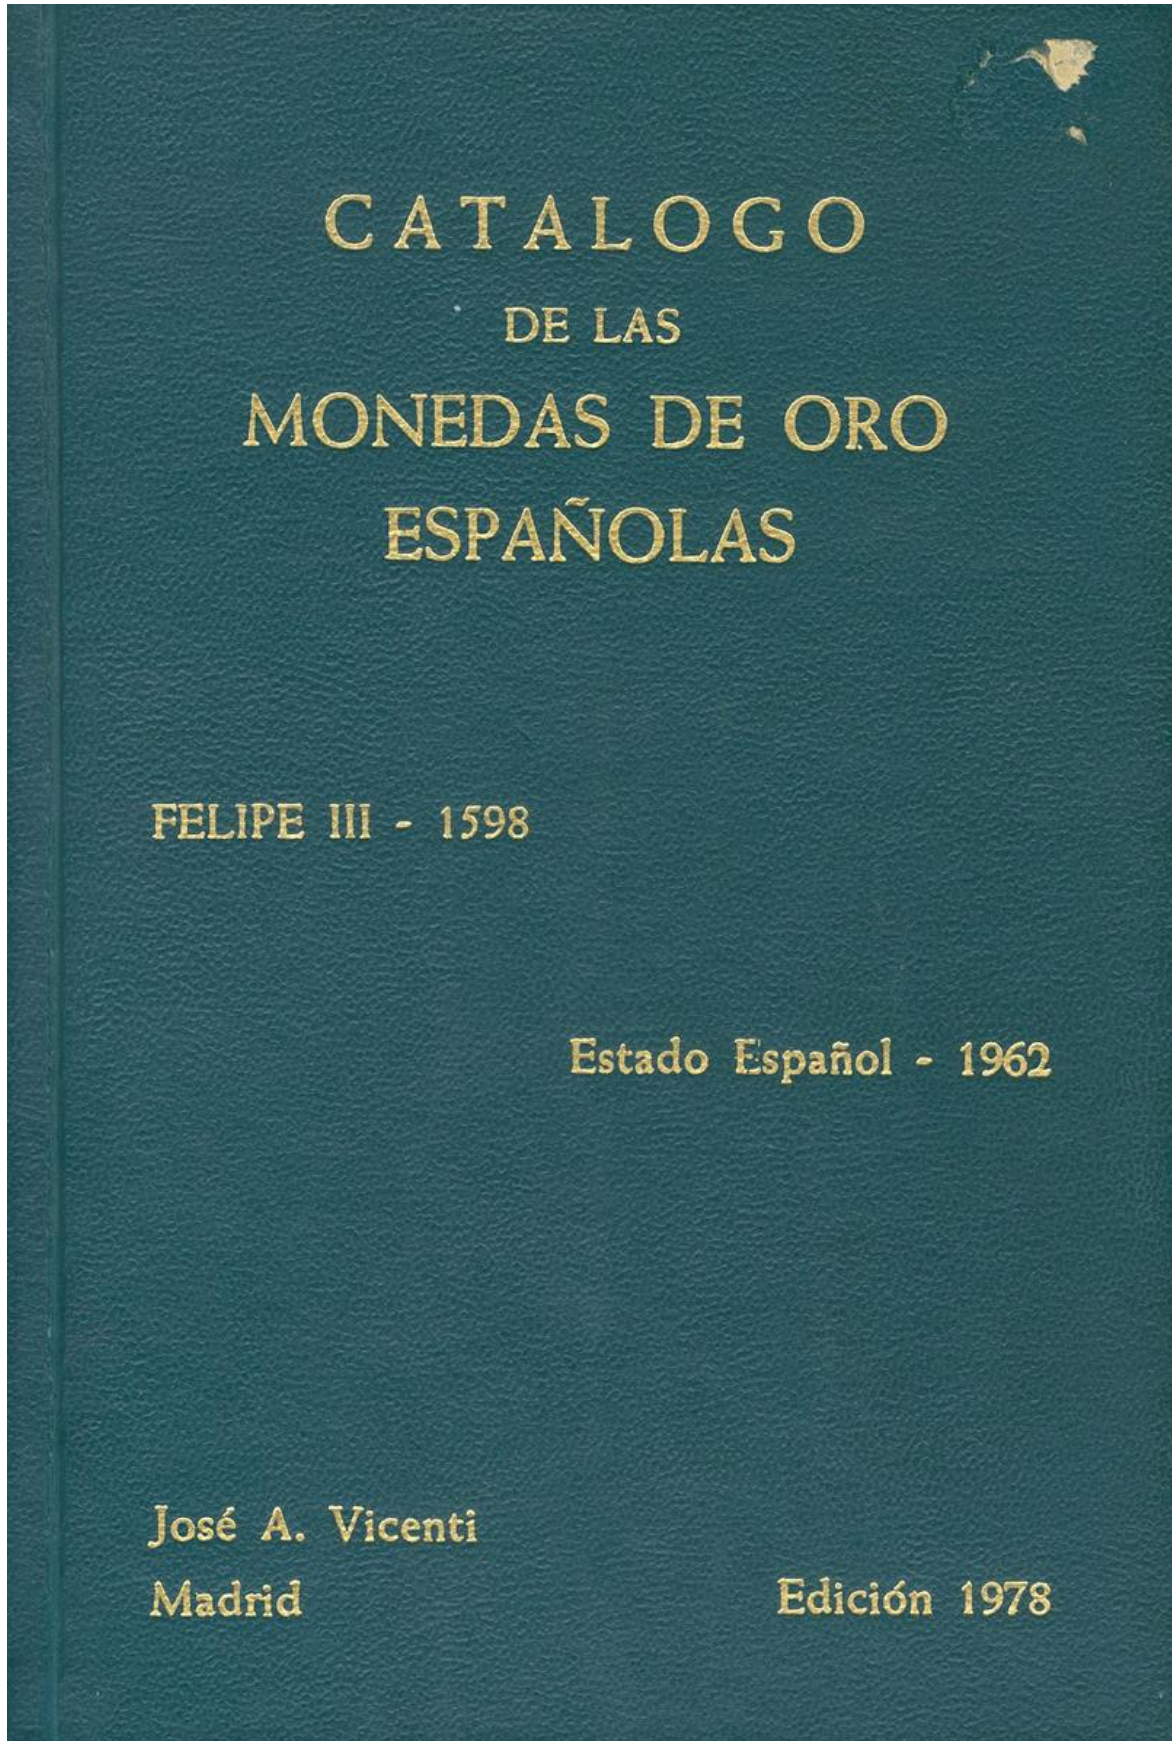 CATALOGO
DE LAS
MONEDAS DE ORO
ESPAÑOLAS
FELIPE III - 1598
Estado Español - 1962
José A. Vicenti
Madrid
Edición 1978